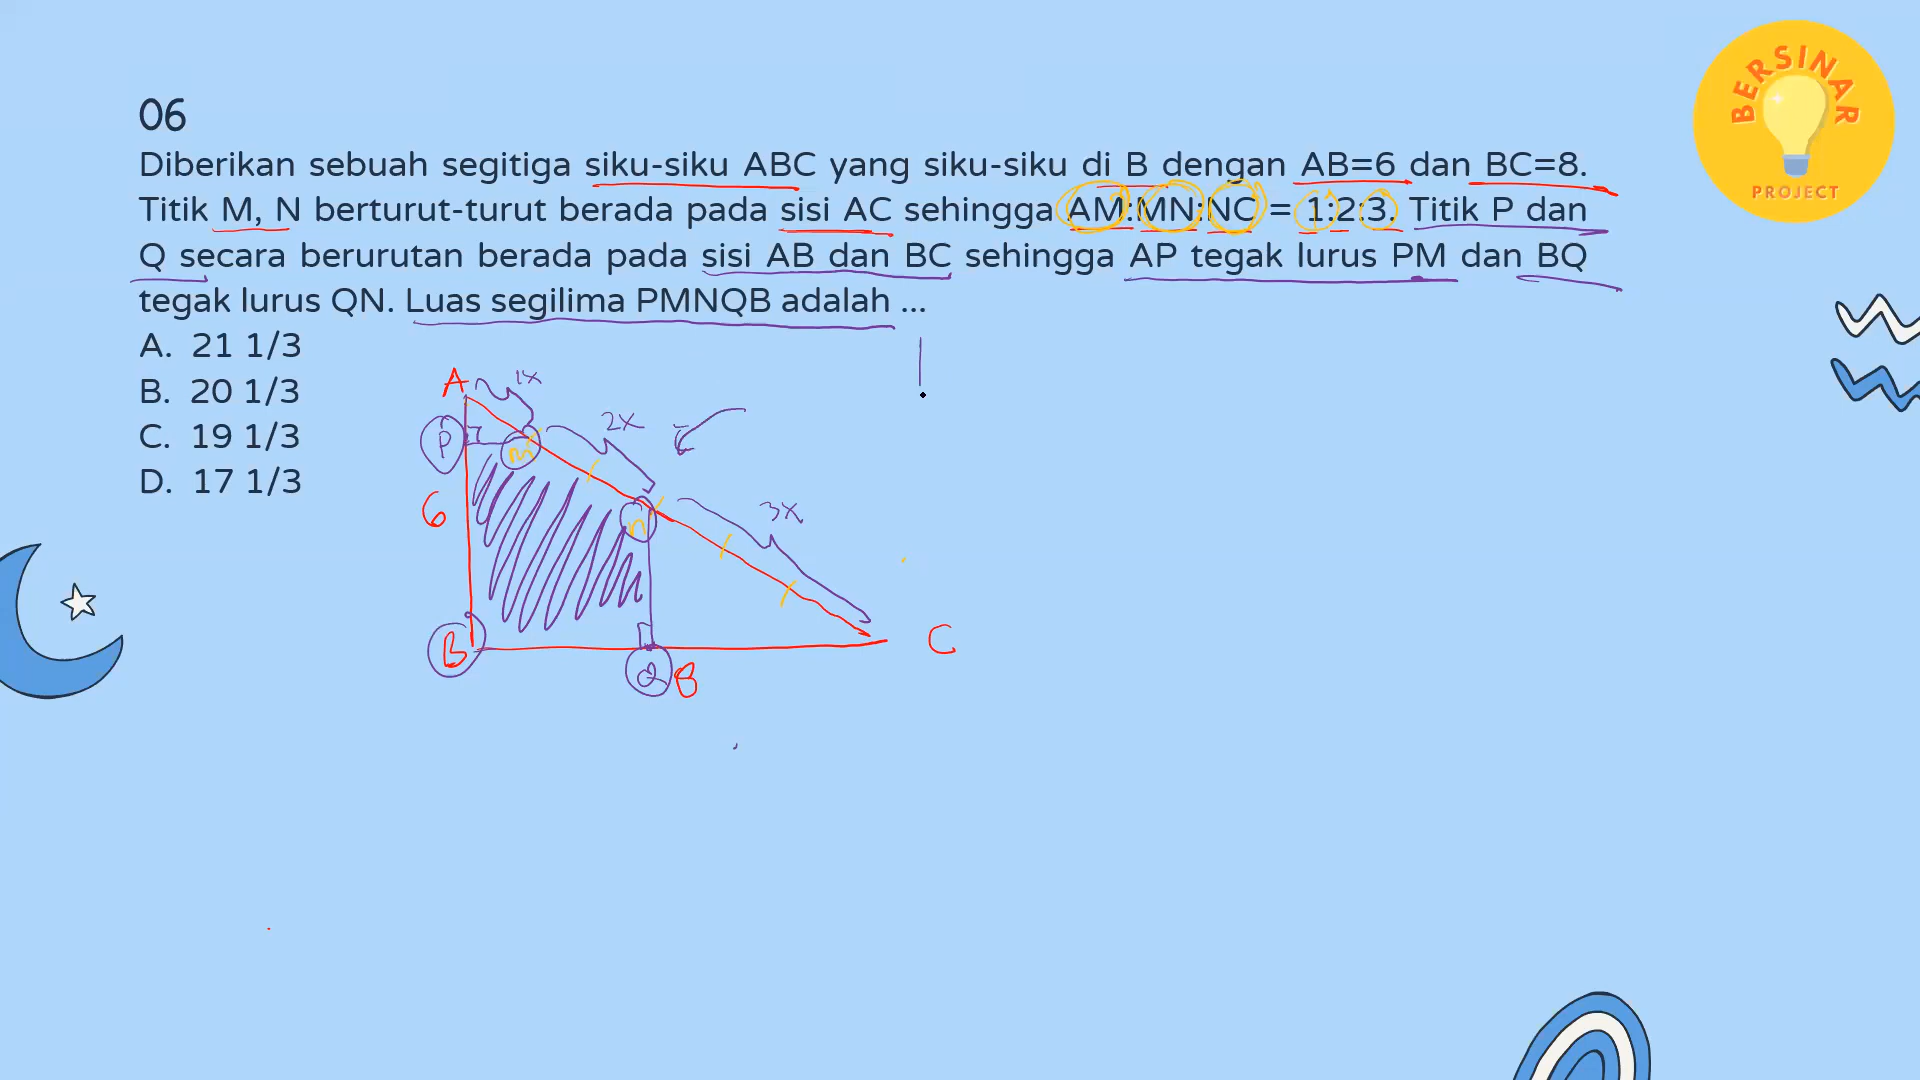 BERSINAR
PROJECT
06
Diberikan sebuah segitiga siku-siku ABC yang siku-siku di B dengan AB=6 dan BC=8.
Titik M, N berturut-turut berada pada sisi AC sehingga AM:MN:NC = 1:2:3. Titik P dan
Q secara berurutan berada pada sisi AB dan BC sehingga AP tegak lurus PM dan BQ
tegak lurus QN. Luas segilima PMNQB adalah ...
A. 21 1/3
B. 20 1/3
C. 19 1/3
D. 17 1/3
A
1x
2x
P
m
6
n
3x
B
Q
8
C